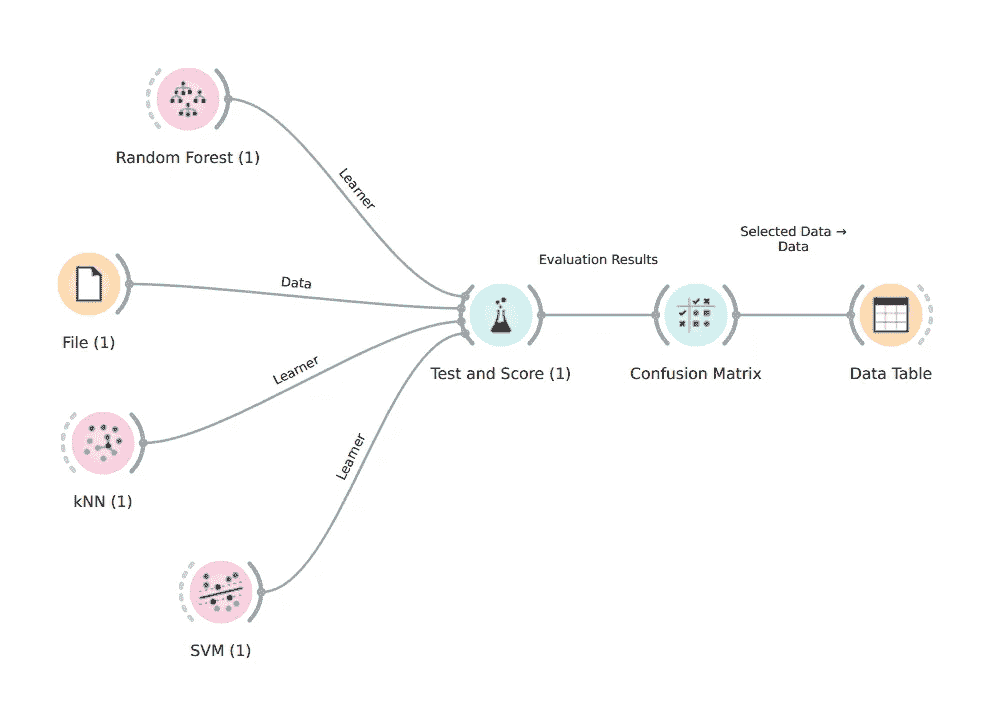 Random Forest (1)
Learner
File (1)
Data
kNN (1)
Learner
SVM (1)
Learner
Test and Score (1)
Evaluation Results
Confusion Matrix
Selected Data →
Data
Data Table